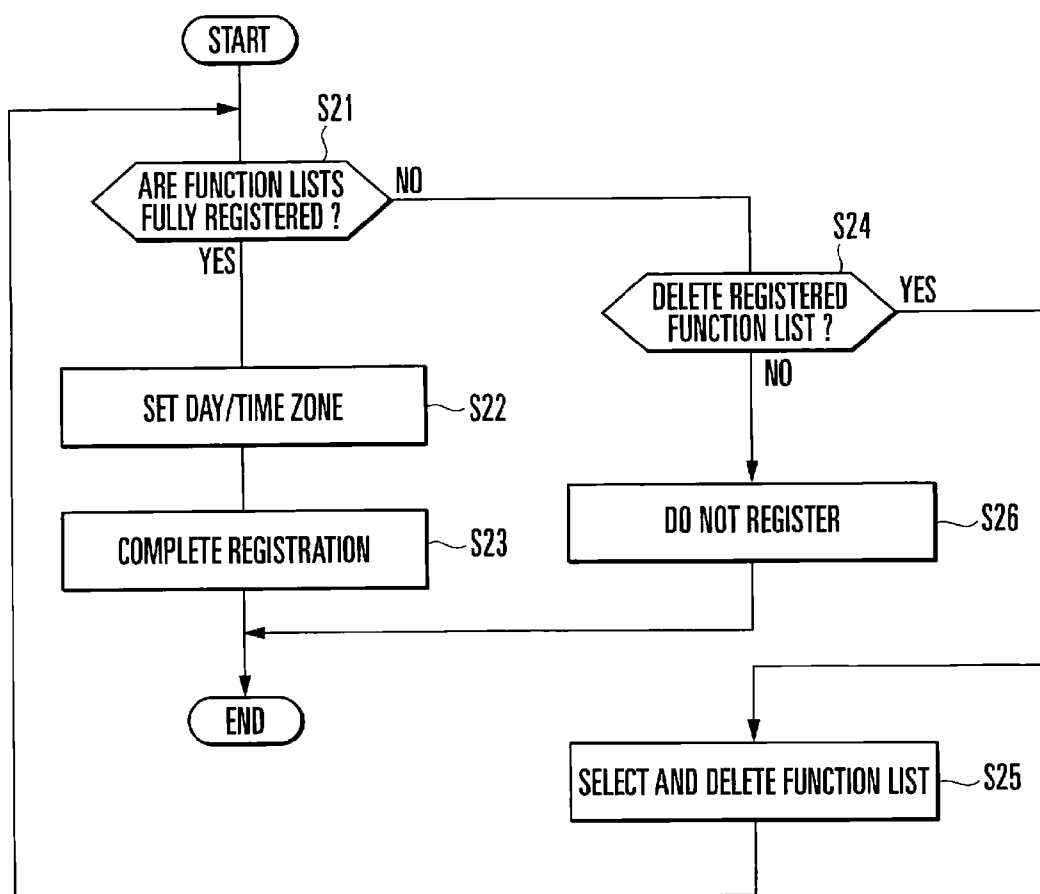 START
S21
ARE FUNCTION LISTS
FULLY REGISTERED ?
NO
YES
S24
DELETE REGISTERED
FUNCTION LIST ?
YES
NO
SET DAY/TIME ZONE
S22
DO NOT REGISTER
S26
COMPLETE REGISTRATION
S23
END
SELECT AND DELETE FUNCTION LIST
S25